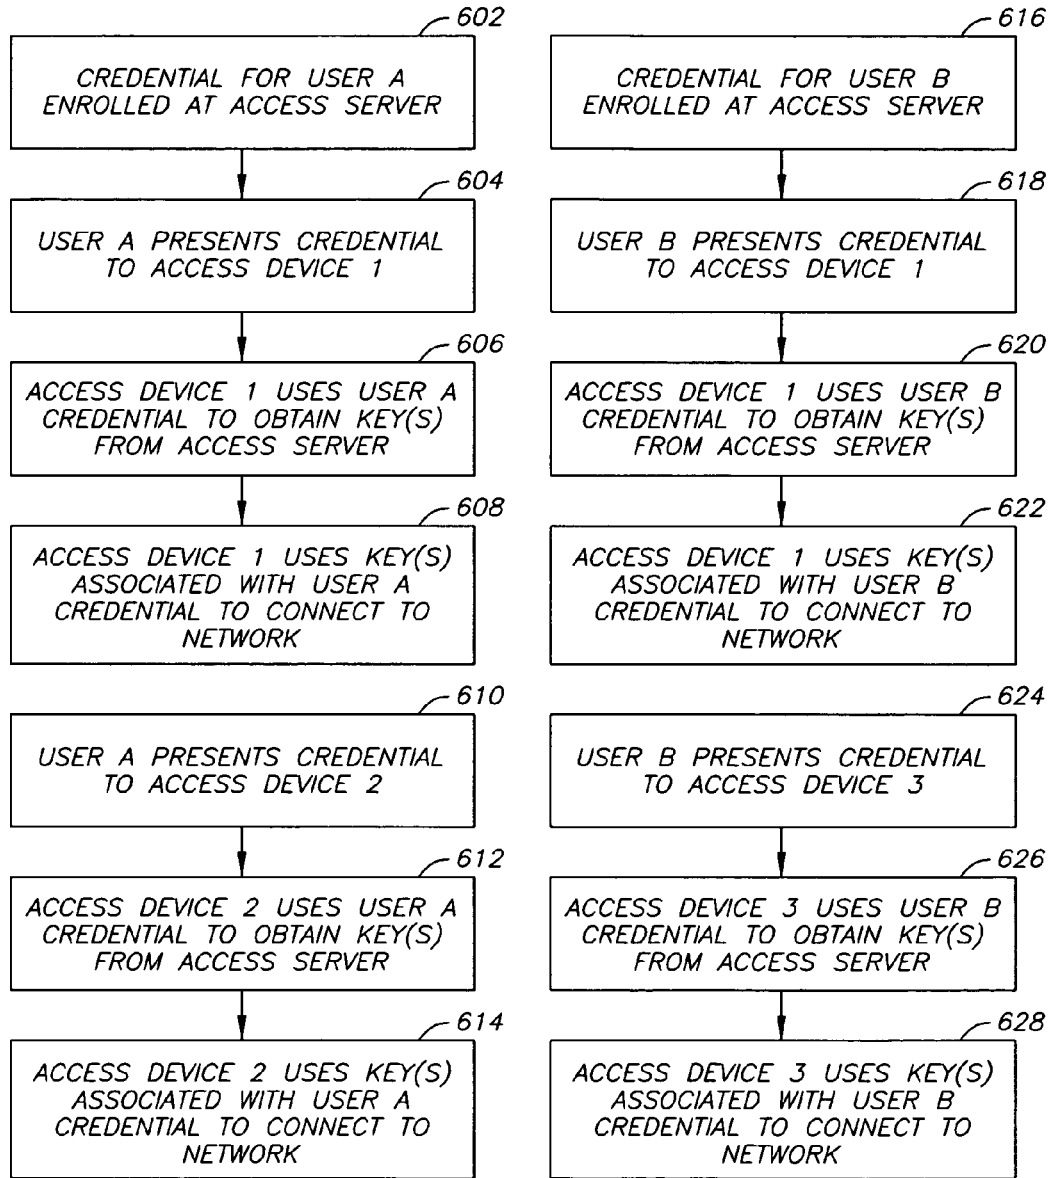 602
CREDENTIAL FOR USER A
ENROLLED AT ACCESS SERVER
604
USER A PRESENTS CREDENTIAL
TO ACCESS DEVICE 1
606
ACCESS DEVICE 1 USES USER A
CREDENTIAL TO OBTAIN KEY(S)
FROM ACCESS SERVER
608
ACCESS DEVICE 1 USES KEY(S)
ASSOCIATED WITH USER A
CREDENTIAL TO CONNECT TO
NETWORK
610
USER A PRESENTS CREDENTIAL
TO ACCESS DEVICE 2
612
ACCESS DEVICE 2 USES USER A
CREDENTIAL TO OBTAIN KEY(S)
FROM ACCESS SERVER
614
ACCESS DEVICE 2 USES KEY(S)
ASSOCIATED WITH USER A
CREDENTIAL TO CONNECT TO
NETWORK
616
CREDENTIAL FOR USER B
ENROLLED AT ACCESS SERVER
618
USER B PRESENTS CREDENTIAL
TO ACCESS DEVICE 1
620
ACCESS DEVICE 1 USES USER B
CREDENTIAL TO OBTAIN KEY(S)
FROM ACCESS SERVER
622
ACCESS DEVICE 1 USES KEY(S)
ASSOCIATED WITH USER B
CREDENTIAL TO CONNECT TO
NETWORK
624
USER B PRESENTS CREDENTIAL
TO ACCESS DEVICE 3
626
ACCESS DEVICE 3 USES USER B
CREDENTIAL TO OBTAIN KEY(S)
FROM ACCESS SERVER
628
ACCESS DEVICE 3 USES KEY(S)
ASSOCIATED WITH USER B
CREDENTIAL TO CONNECT TO
NETWORK